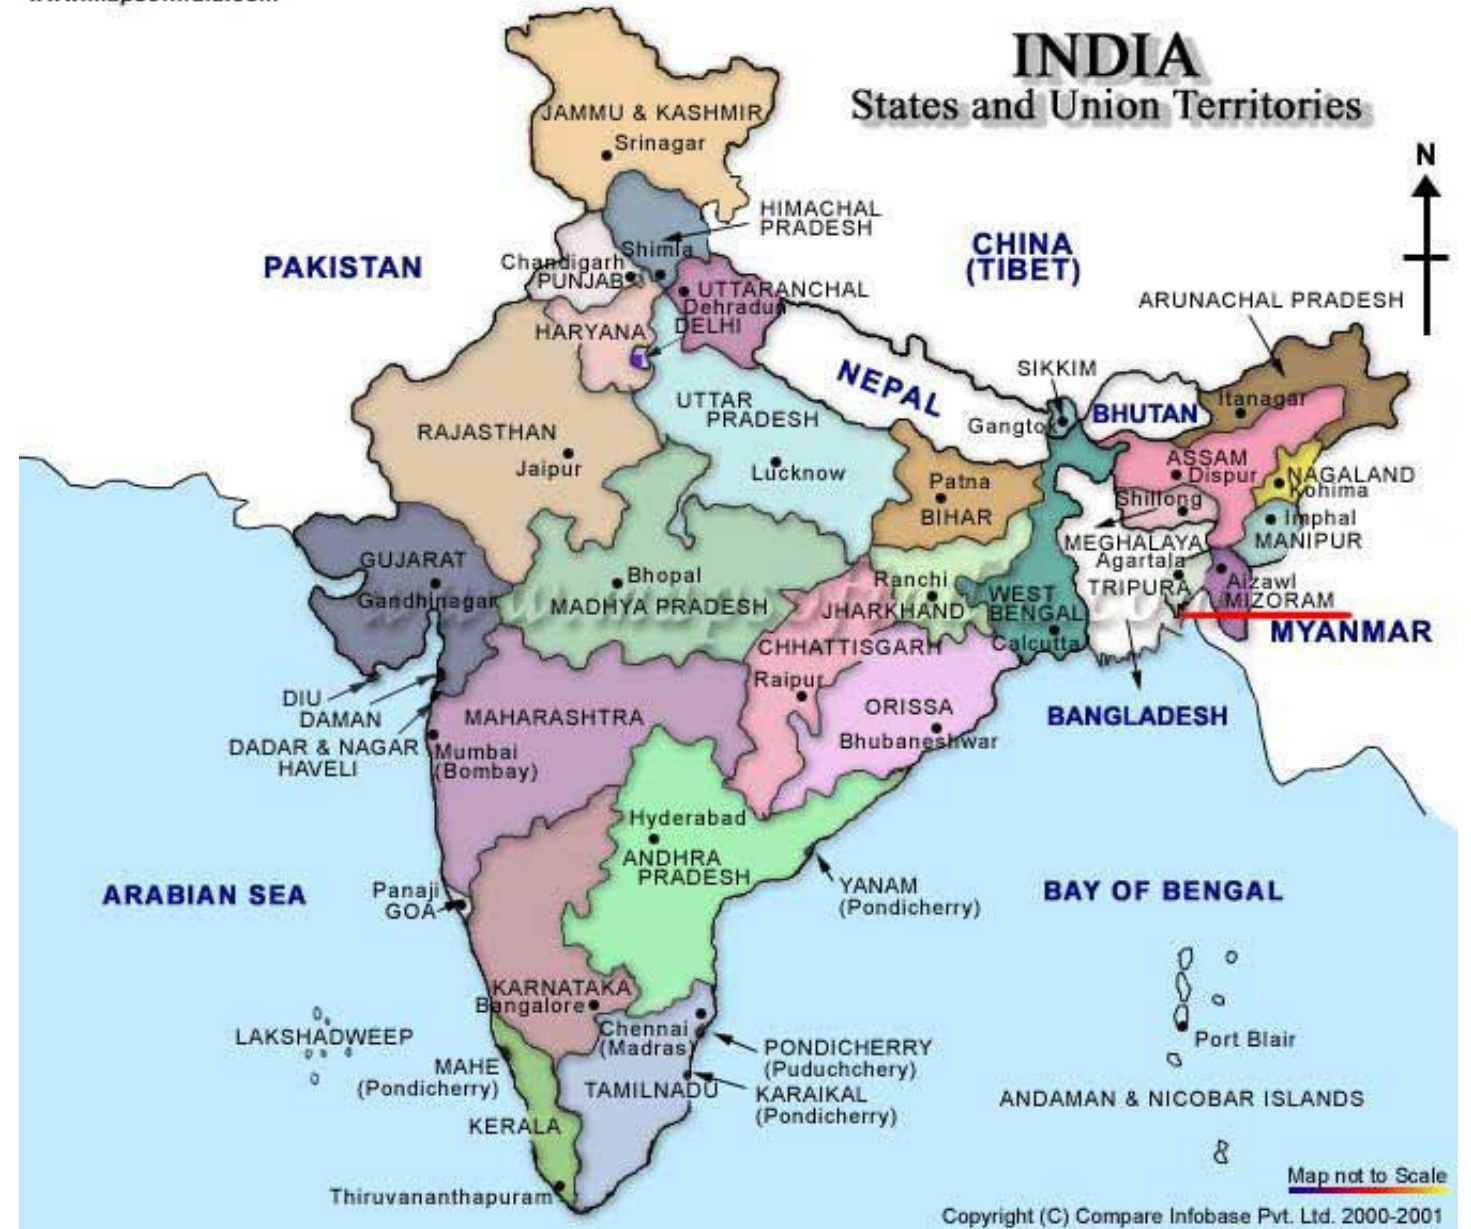 INDIA
States and Union Territories
N
JAMMU & KASHMIR
Srinagar
HIMACHAL
PRADESH
Shimla
PAKISTAN
CHINA
(TIBET)
Chandigarh
PUNJAB
UTTARANCHAL
Dehradun
DELHI
HARYANA
ARUNACHAL PRADESH
NEPAL
SIKKIM
Gangtok
BHUTAN
Itanagar
UTTAR
PRADESH
Lucknow
RAJASTHAN
Jaipur
Patna
BIHAR
ASSAM
Dispur
NAGALAND
Kohima
Shillong
MEGHALAYA
Imphal
MANIPUR
Agartala
TRIPURA
Aizawl
MIZORAM
MYANMAR
GUJARAT
Gandhinagar
Bhopal
MADHYA PRADESH
Ranchi
JHARKHAND
WEST
BENGAL
Calcutta
CHHATTISGARH
Raipur
ORISSA
Bhubaneshwar
BANGLADESH
DIU
DAMAN
DADAR & NAGAR
HAVELI
MAHARASHTRA
Mumbai
(Bombay)
Hyderabad
ANDHRA
PRADESH
YANAM
(Pondicherry)
ARABIAN SEA
Panaji
GOA
BAY OF BENGAL
KARNATAKA
Bangalore
LAKSHADWEEP
Chennai
(Madras)
PONDICHERRY
(Puduchchery)
MAHE
(Pondicherry)
TAMILNADU
KARAIKAL
(Pondicherry)
KERALA
Thiruvananthapuram
Port Blair
ANDAMAN & NICOBAR ISLANDS
Map not to Scale
Copyright (C) Compare Infobase Pvt. Ltd. 2000-2001